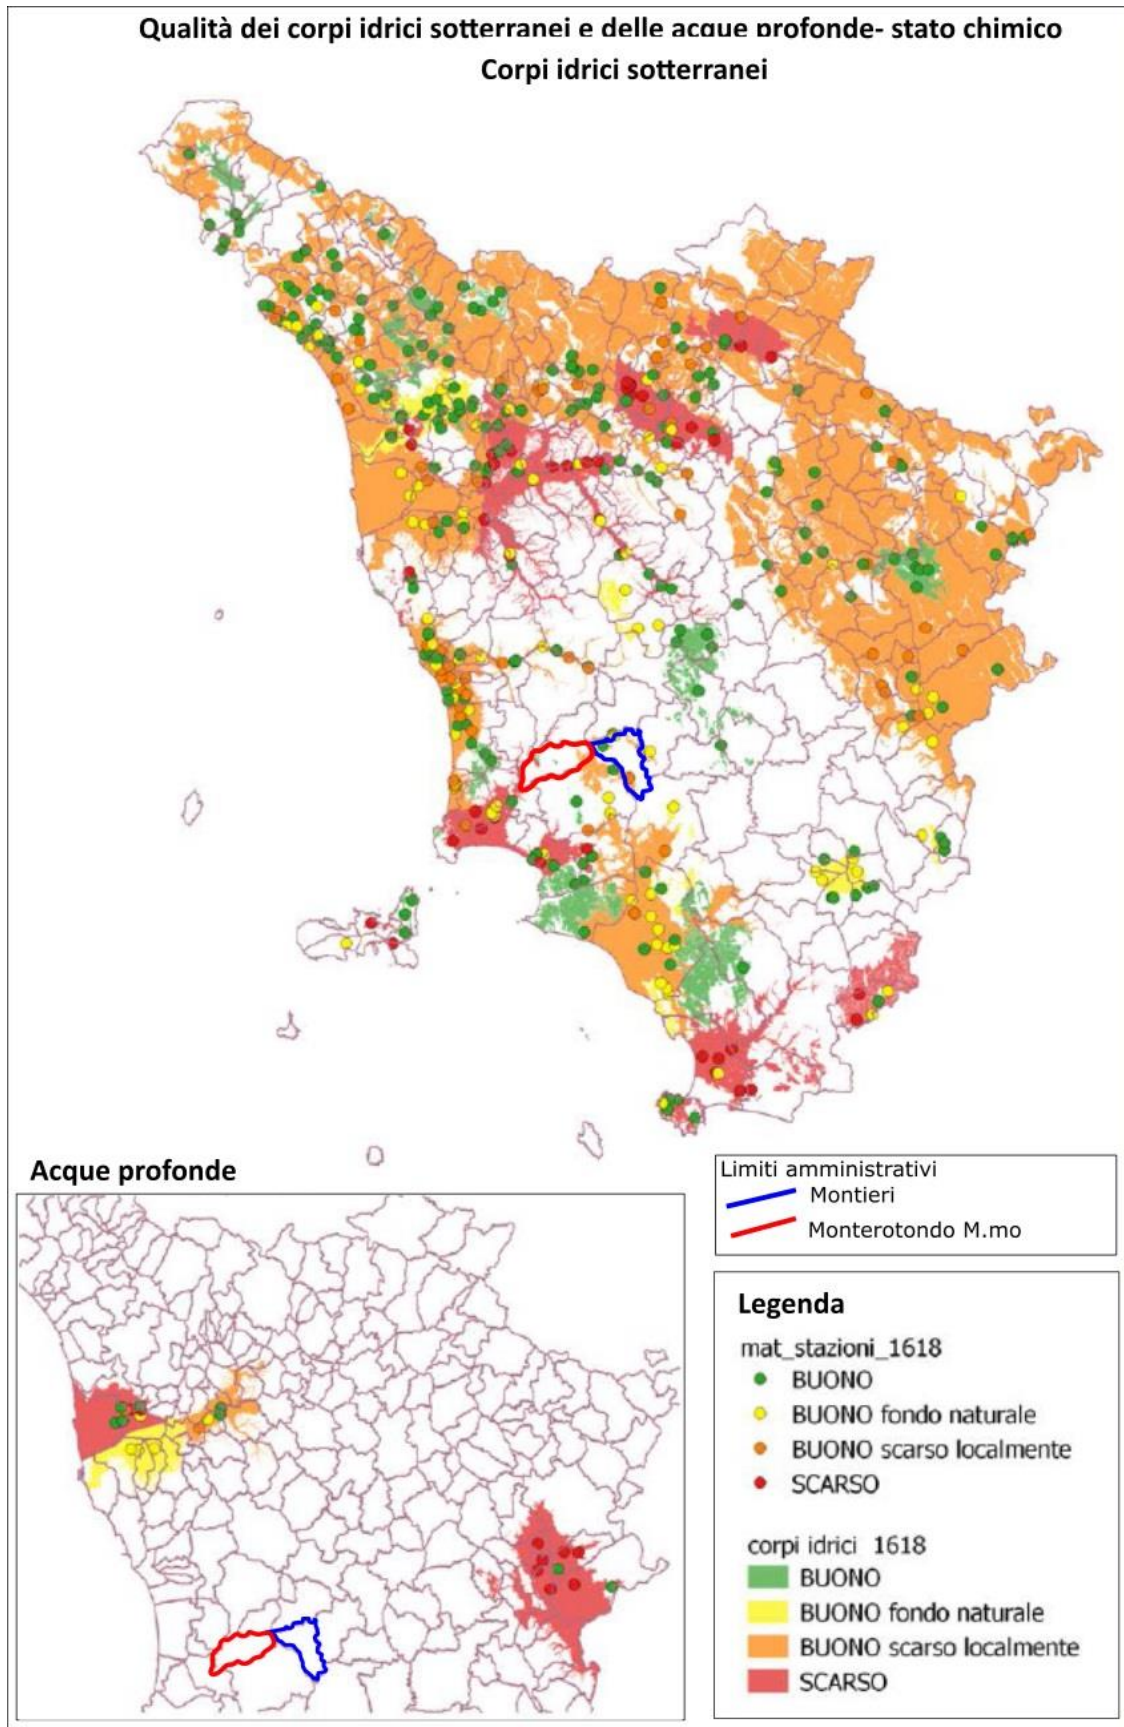 Qualità dei corpi idrici sotterranei e delle acque profonde- stato chimico
Corpi idrici sotterranei
Acque profonde
Limiti amministrativi
Montieri
Monterotondo M.mo
Legenda
mat_stazioni_1618
BUONO
BUONO fondo naturale
BUONO scarso localmente
SCARSO
corpi idrici 1618
BUONO
BUONO fondo naturale
BUONO scarso localmente
SCARSO